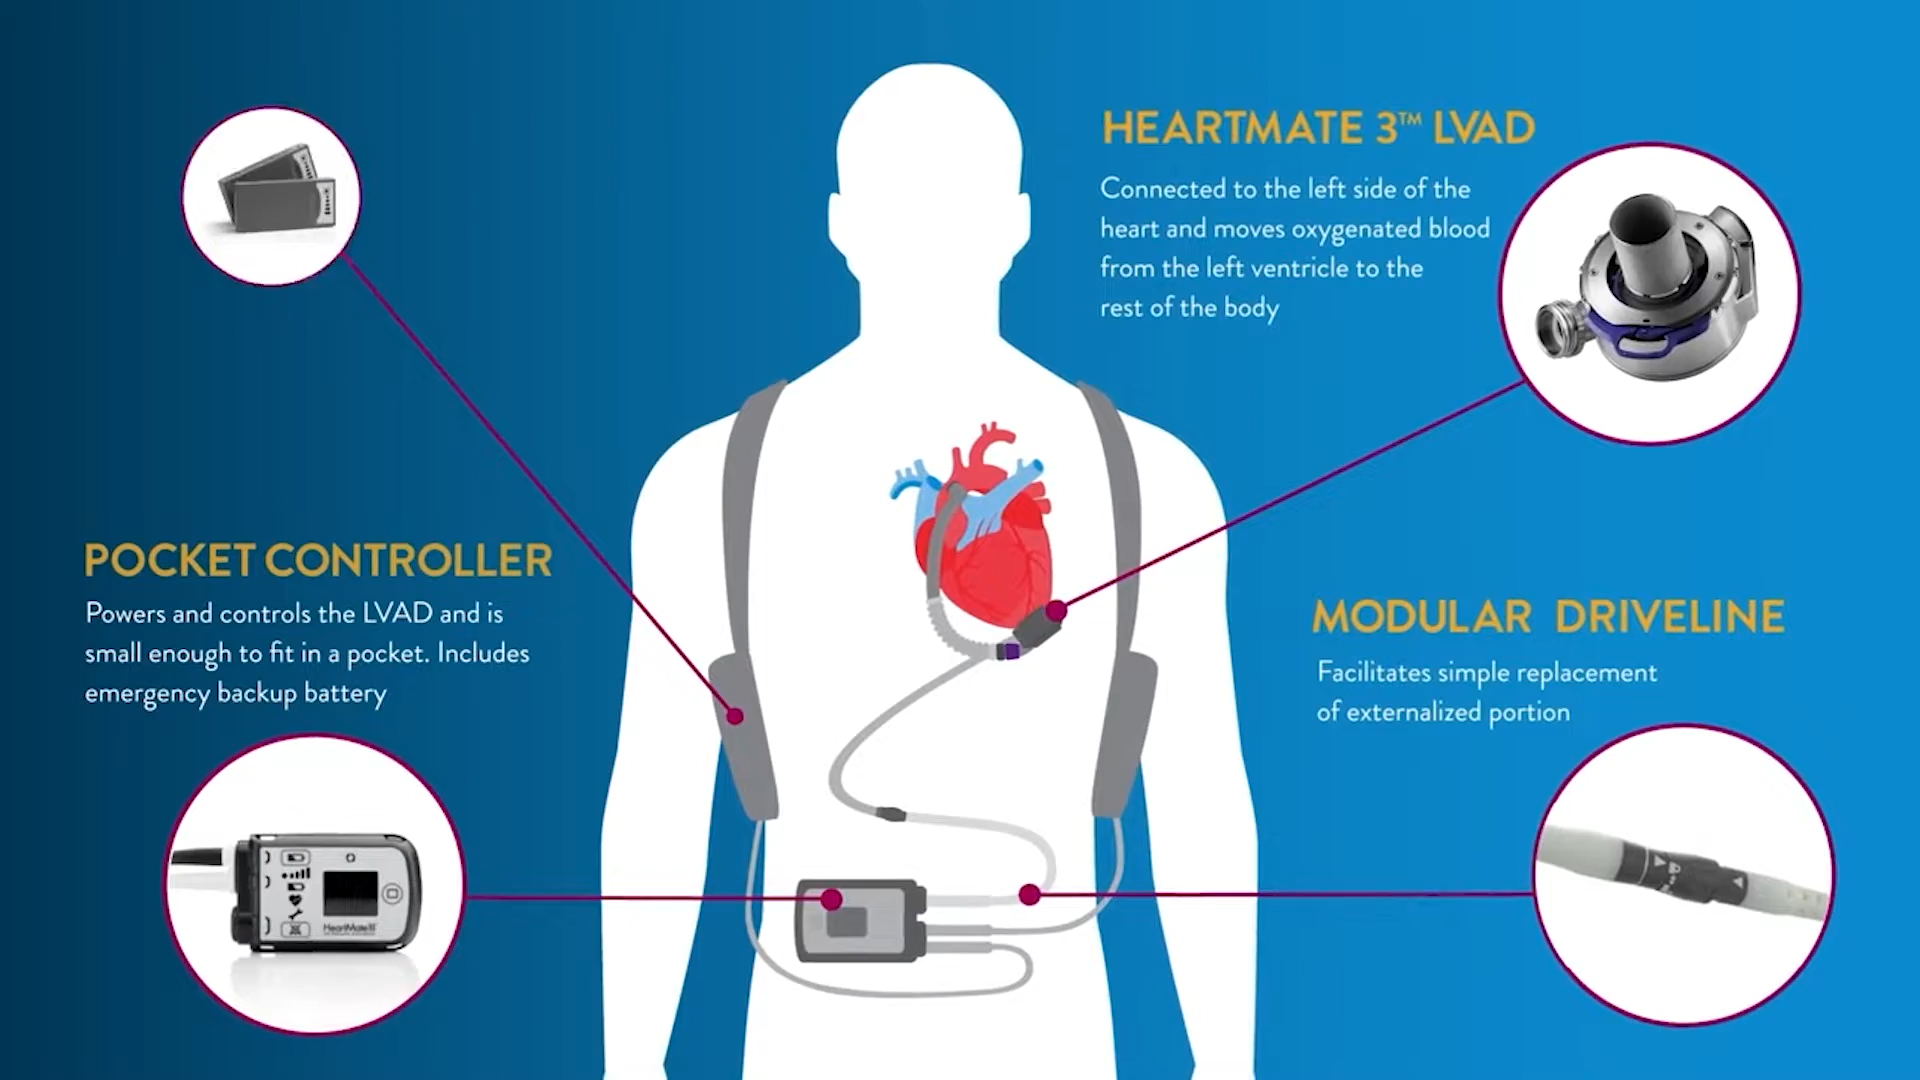 HEARTMATE 3™ LVAD
Connected to the left side of the
heart and moves oxygenated blood
from the left ventricle to the
rest of the body
POCKET CONTROLLER
Powers and controls the LVAD and is
small enough to fit in a pocket. Includes
emergency backup battery
MODULAR DRIVELINE
Facilitates simple replacement
of externalized portion